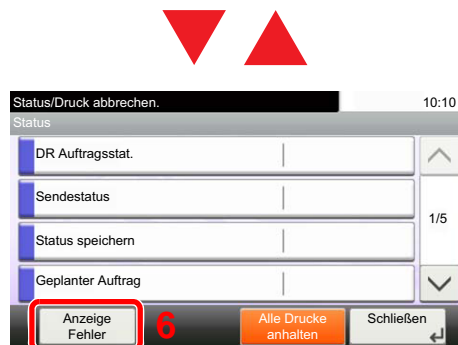 Status/Druck abbrechen.
10:10
Status
DR Auftragsstat.
Sendestatus
1/5
Status speichern
Geplanter Auftrag
Anzeige
Fehler
6
Alle Drucke
anhalten
Schließen